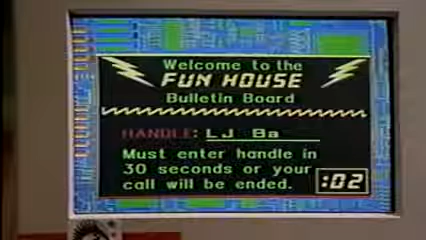 Welcome to the
FUN HOUSE
Bulletin Board
HANDLE: LJ Ba
Must enter handle in
30 seconds or your
call will be ended.
:02